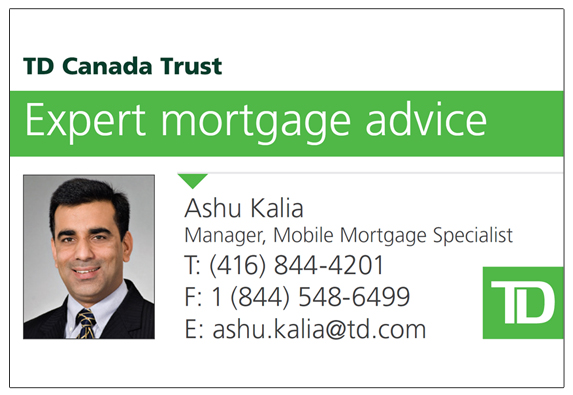 TD Canada Trust
Expert mortgage advice
Ashu Kalia
Manager, Mobile Mortgage Specialist
T: (416) 844-4201
F: 1 (844) 548-6499
E: ashu.kalia@td.com
TD